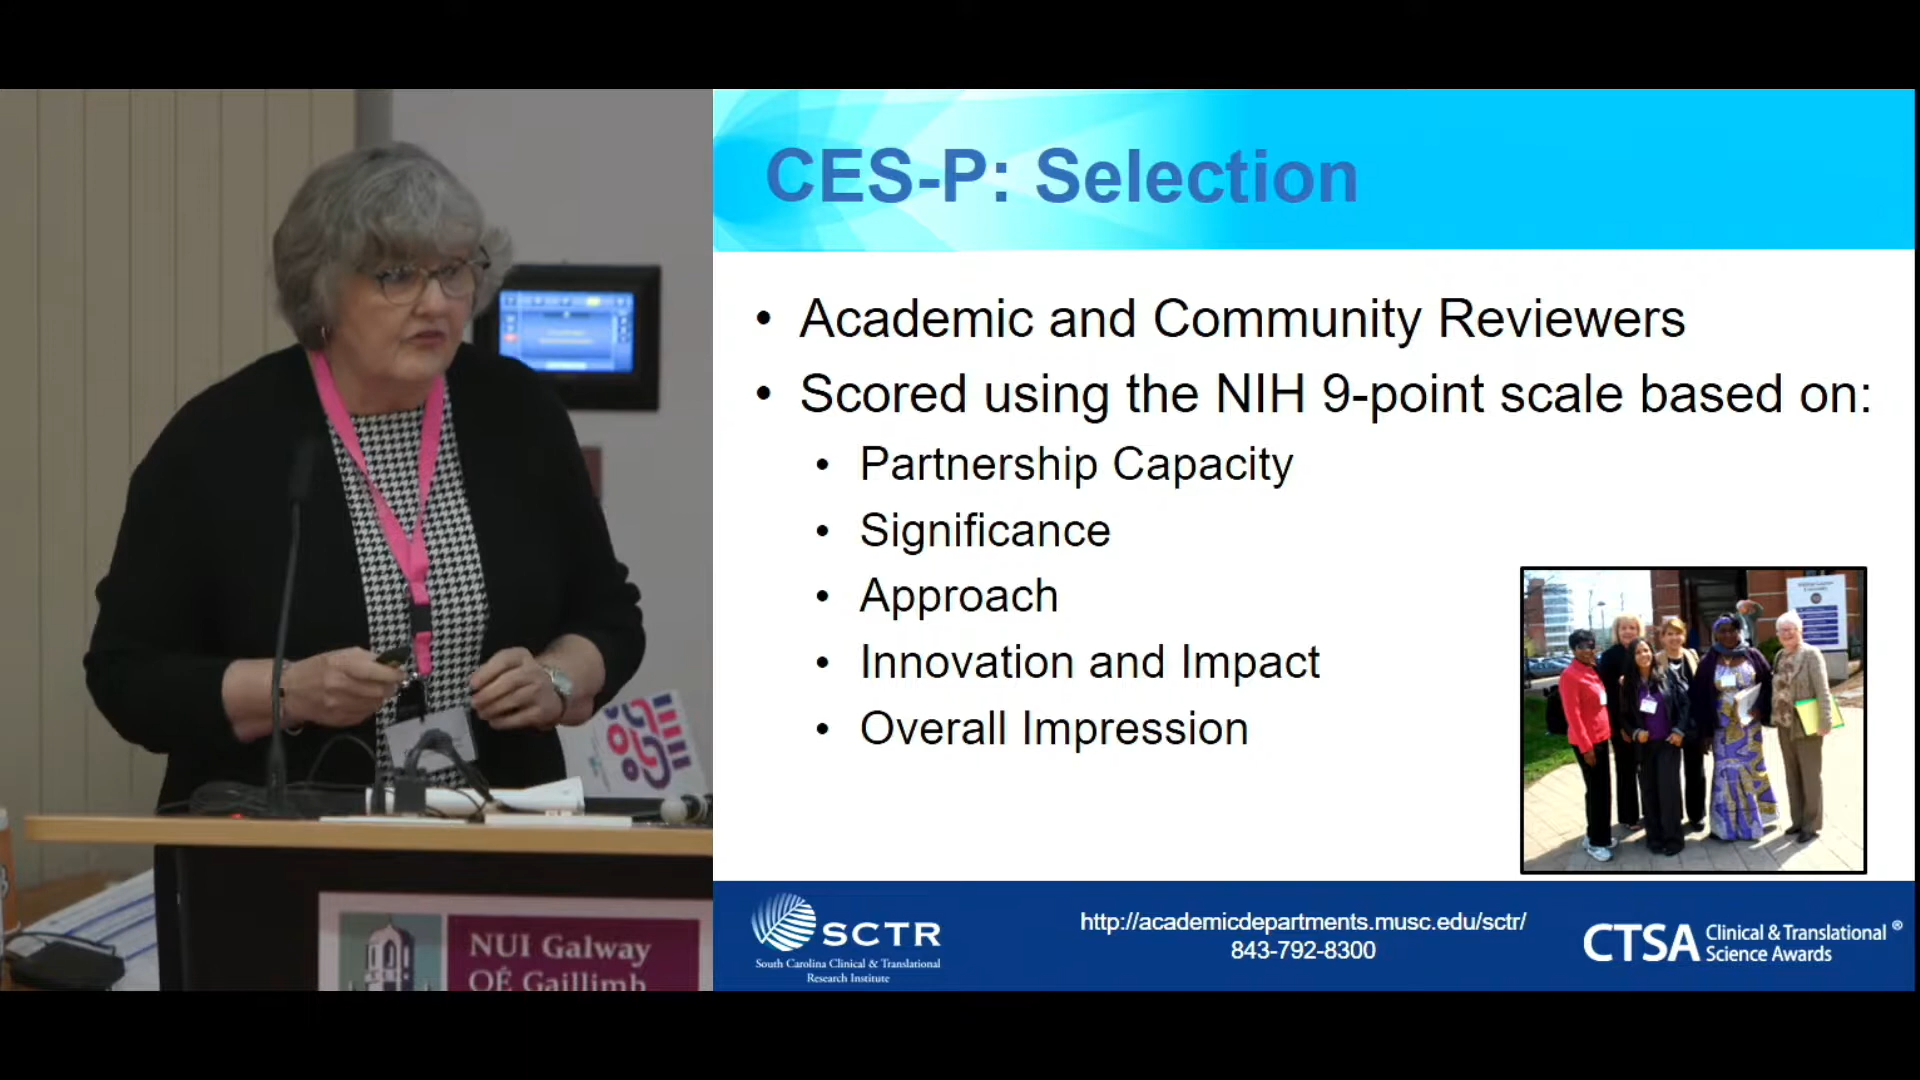 CES-P: Selection
• Academic and Community Reviewers
• Scored using the NIH 9-point scale based on:
• Partnership Capacity
• Significance
• Approach
• Innovation and Impact
• Overall Impression
SCTR
South Carolina Clinical & Translational
Research Institute
http://academicdepartments.musc.edu/sctr/
843-792-8300
CTSA
Clinical & Translational ®
Science Awards
NUI Galway
OÉ Gaillimh